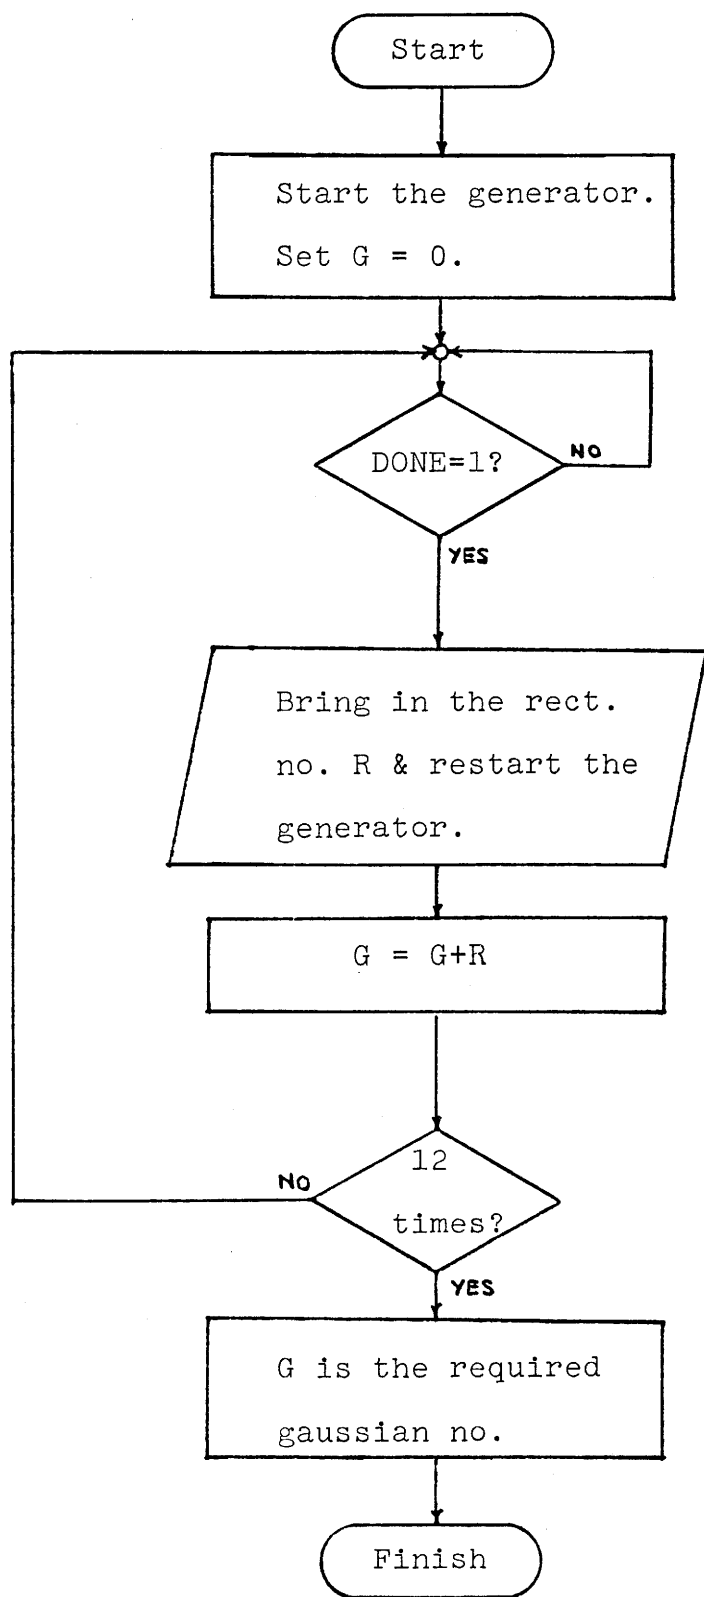 Start
Start the generator.
Set G = 0.
DONE=1?
NO
YES
Bring in the rect.
no. R & restart the
generator.
G = G+R
12
times?
NO
YES
G is the required
gaussian no.
Finish